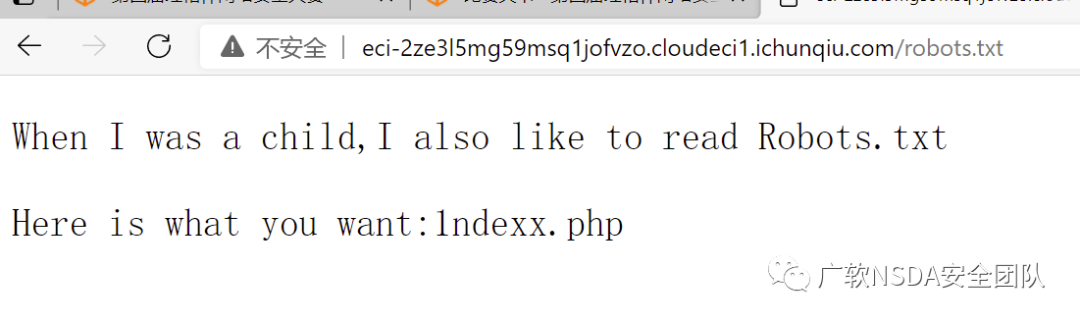 不安全 | eci-2ze3l5mg59msq1jofvzo.cloudeci1.ichunqiu.com/robots.txt
When I was a child,I also like to read Robots.txt
Here is what you want:1ndexx.php
广软NSDA安全团队